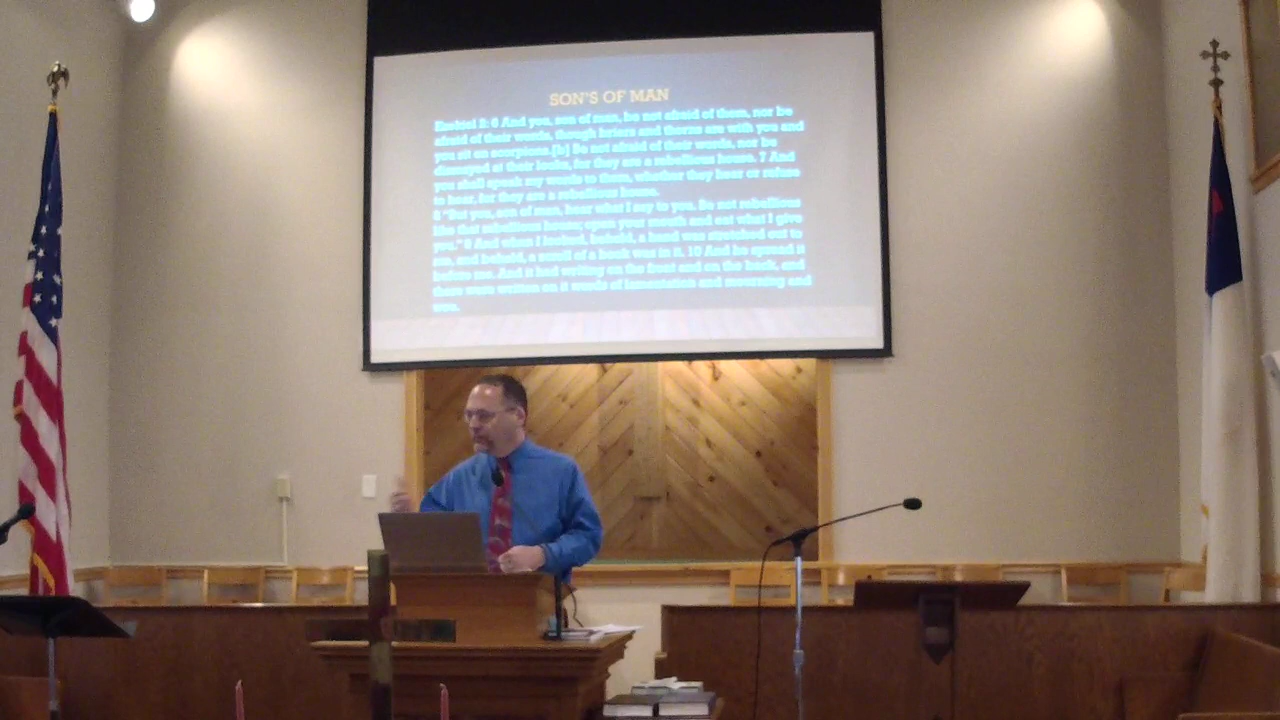 SON'S OF MAN
Ezekiel 2: 6 And you, son of man, be not afraid of them, nor be
afraid of their words, though briars and thorns are with you and
you sit on scorpions.[b] Be not afraid of their words, nor be
dismayed at their looks, for they are a rebellious house. 7 And
you shall speak my words to them, whether they hear or refuse
to hear, for they are a rebellious house.
8 "But you, son of man, hear what I say to you. Be not rebellious
like that rebellious house; open your mouth and eat what I give
you." 9 And when I looked, behold, a hand was stretched out to
me, and behold, a scroll of a book was in it. 10 And he spread it
before me. And it had writing on the front and on the back, and
there were written on it words of lamentation and mourning and
woe.